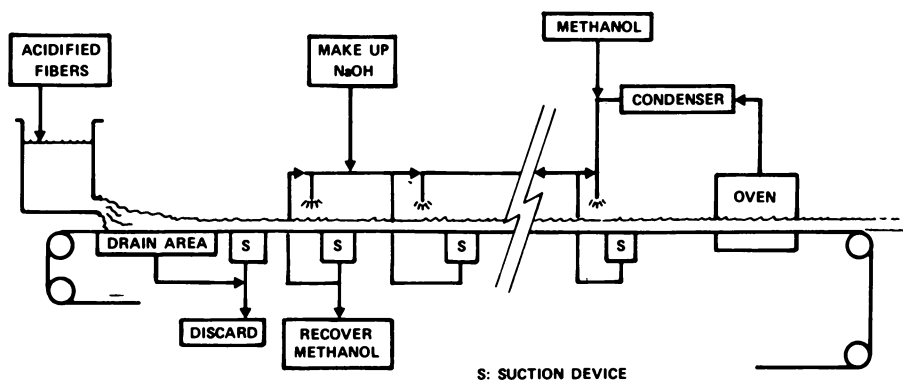 ACIDIFIED
FIBERS
MAKE UP
NaOH
METHANOL
CONDENSER
OVEN
DRAIN AREA
S
S
S
S
DISCARD
RECOVER
METHANOL
S: SUCTION DEVICE